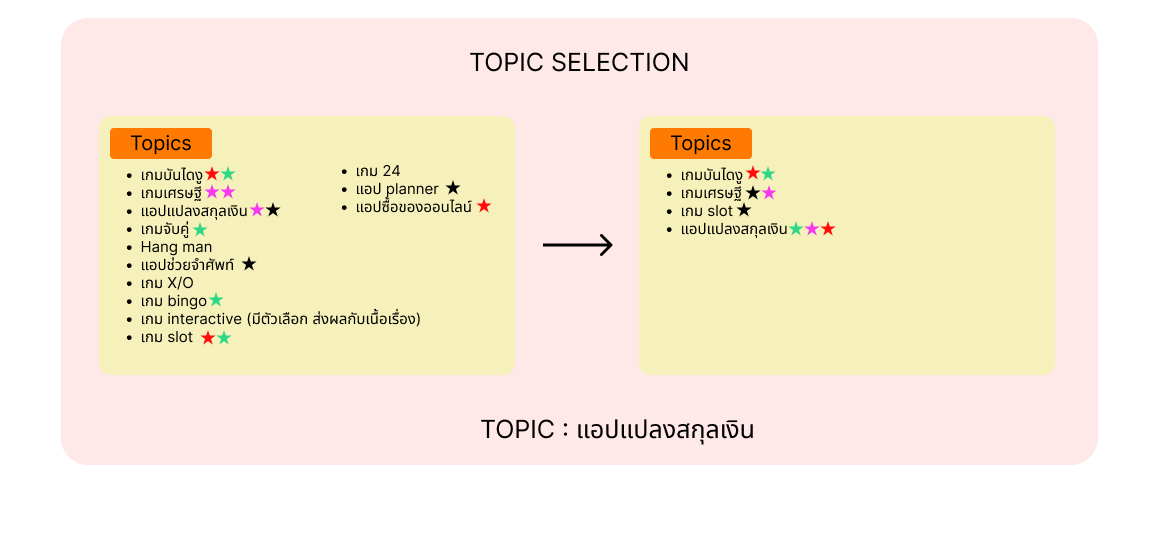 TOPIC SELECTION
Topics
• เกมบันไดงู
• เกมเศรษฐี
• แอปแปลงสกุลเงิน
• เกมจับคู่
• Hang man
• แอปช่วยจำศัพท์
• เกม X/O
• เกม bingo
• เกม interactive (มีตัวเลือก ส่งผลกับเนื้อเรื่อง)
• เกม slot
• เกม 24
• แอป planner
• แอปซื้อของออนไลน์
Topics
• เกมบันไดงู
• เกมเศรษฐี
• เกม slot
• แอปแปลงสกุลเงิน
TOPIC : แอปแปลงสกุลเงิน